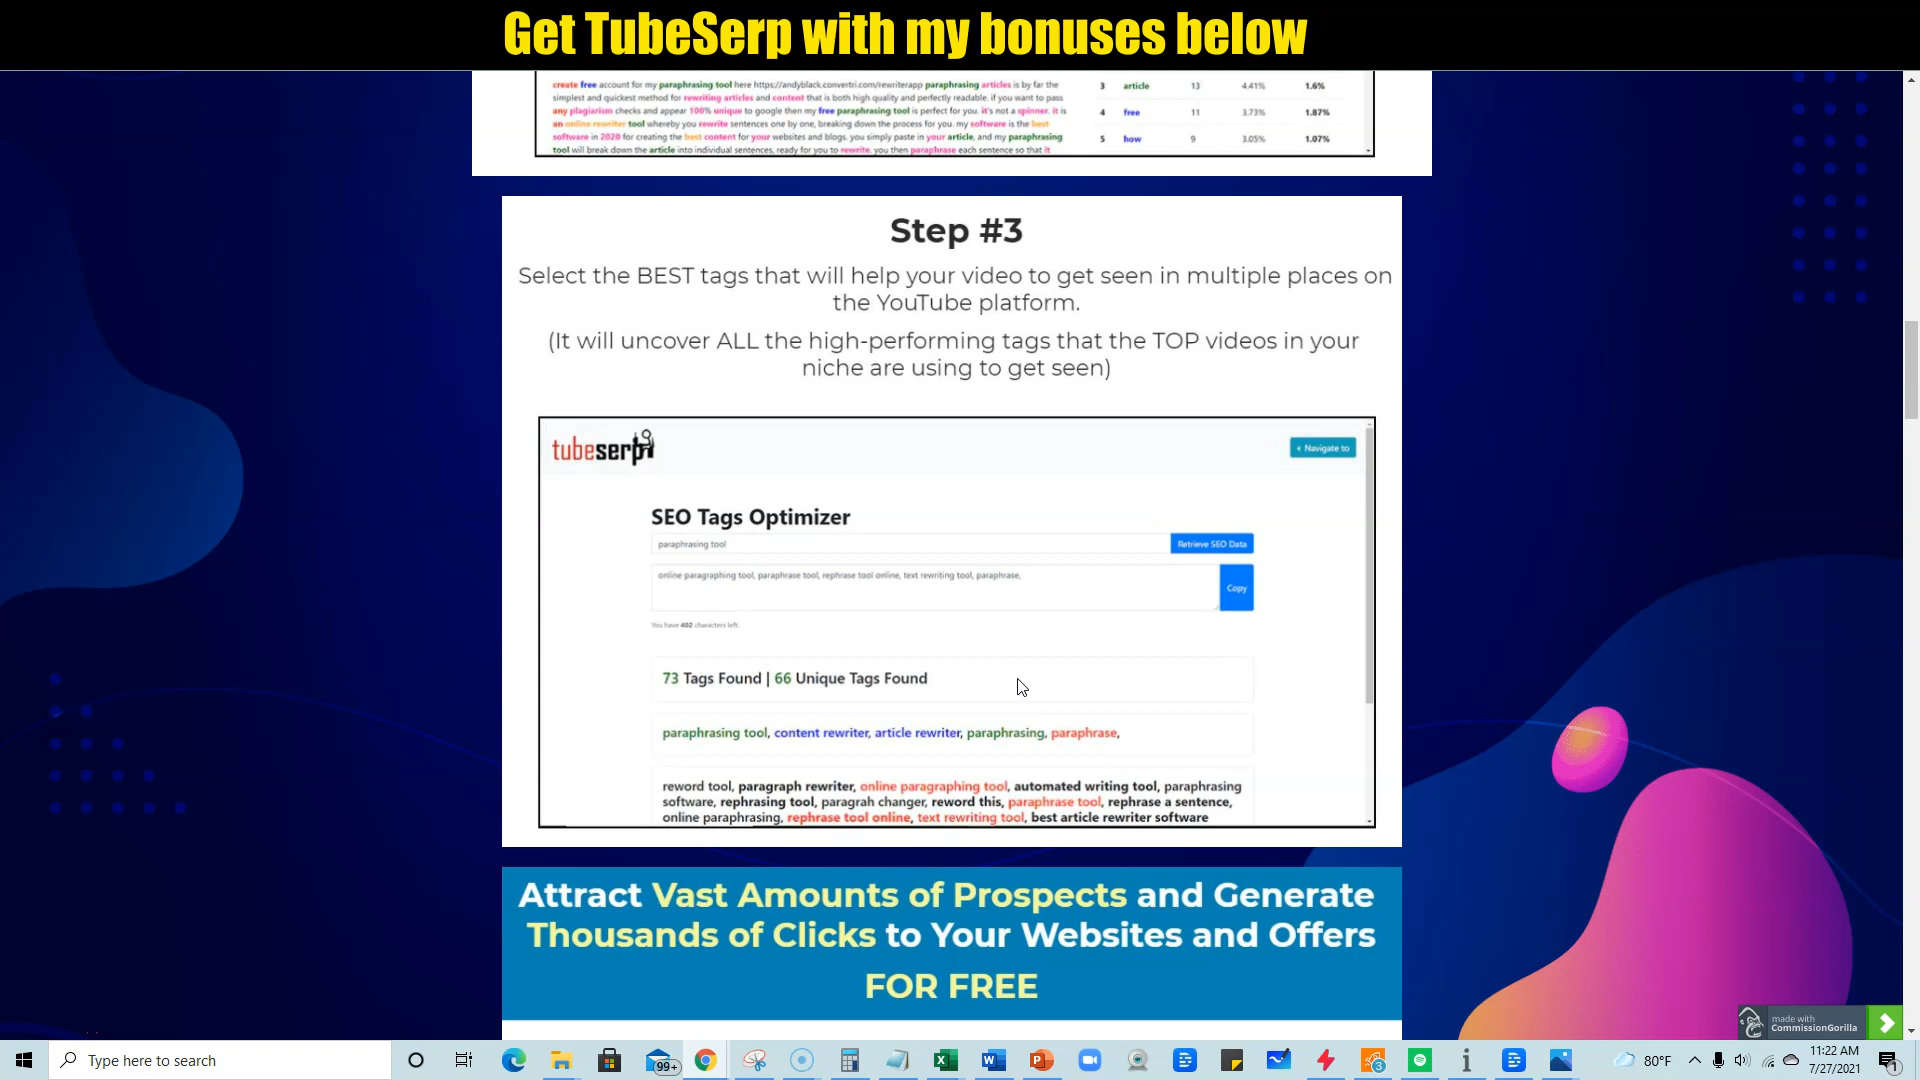 Get TubeSerp with my bonuses below
create free account for my paraphrasing tool here https://andyblack.convertri.com/rewriterapp paraphrasing articles is by far the
simplest and quickest method for rewriting articles and content that is both high quality and perfectly readable. if you want to pass
any plagiarism checks and appear 100% unique to google then my free paraphrasing tool is perfect for you. it's not a spinner. it is
an online rewriter tool whereby you rewrite sentences one by one, breaking down the process for you. my software is the best
software in 2020 for creating the best content for your websites and blogs. you simply paste in your article, and my paraphrasing
tool will break down the article into individual sentences, ready for you to rewrite. you then paraphrase each sentence so that it
3 article 13 4.41% 1.6%
4 free 11 3.73% 1.87%
5 how 9 3.05% 1.07%
Step #3
Select the BEST tags that will help your video to get seen in multiple places on
the YouTube platform.
(It will uncover ALL the high-performing tags that the TOP videos in your
niche are using to get seen)
tubeserp
Navigate to
SEO Tags Optimizer
paraphrasing tool
Retrieve SEO Data
online paragraphing tool, paraphrase tool, rephrase tool online, text rewriting tool, paraphrase,
Copy
You have 402 characters left.
73 Tags Found | 66 Unique Tags Found
paraphrasing tool, content rewriter, article rewriter, paraphrasing, paraphrase,
reword tool, paragraph rewriter, online paragraphing tool, automated writing tool, paraphrasing
software, rephrasing tool, paragrah changer, reword this, paraphrase tool, rephrase a sentence,
online paraphrasing, rephrase tool online, text rewriting tool, best article rewriter software
Attract Vast Amounts of Prospects and Generate
Thousands of Clicks to Your Websites and Offers
FOR FREE
made with
CommissionGorilla
Type here to search
99+
3
80°F
11:22 AM
7/27/2021
1